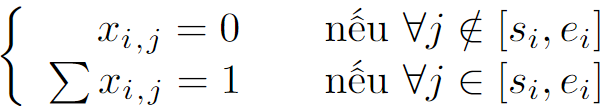 x_{i,j} = 0 nếu ∀j ∉ [s_i, e_i]
∑ x_{i,j} = 1 nếu ∀j ∈ [s_i, e_i]